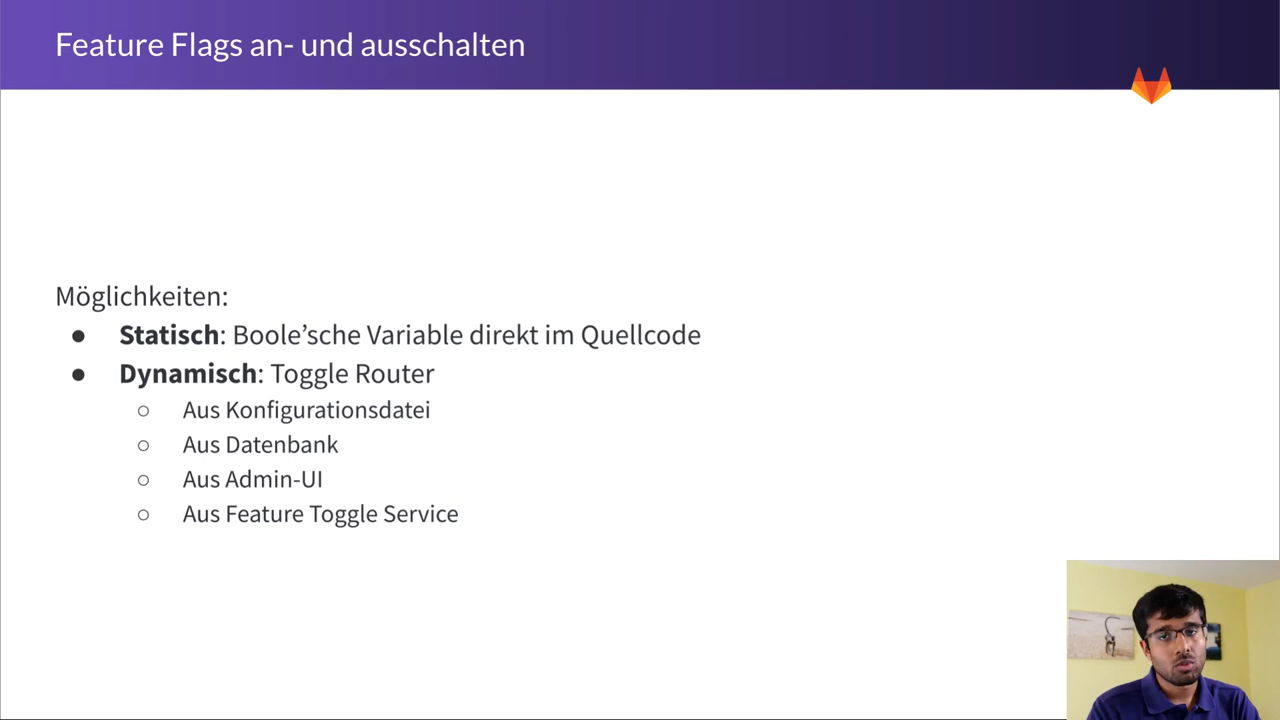 Feature Flags an- und ausschalten
Möglichkeiten:
● Statisch: Boole’sche Variable direkt im Quellcode
● Dynamisch: Toggle Router
○ Aus Konfigurationsdatei
○ Aus Datenbank
○ Aus Admin-UI
○ Aus Feature Toggle Service